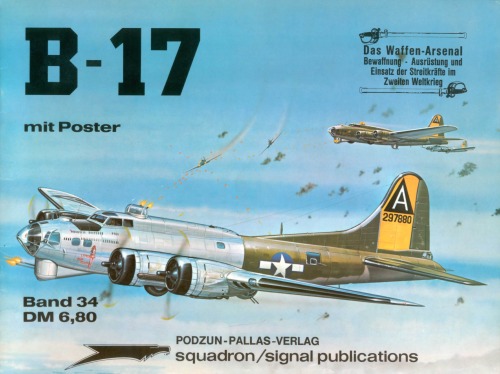 B-17
mit Poster
Das Waffen-Arsenal
Bewaffnung - Ausrüstung und
Einsatz der Streitkräfte im
Zweiten Weltkrieg
A
297880
Band 34
DM 6,80
PODZUN-PALLAS-VERLAG
squadron/signal publications